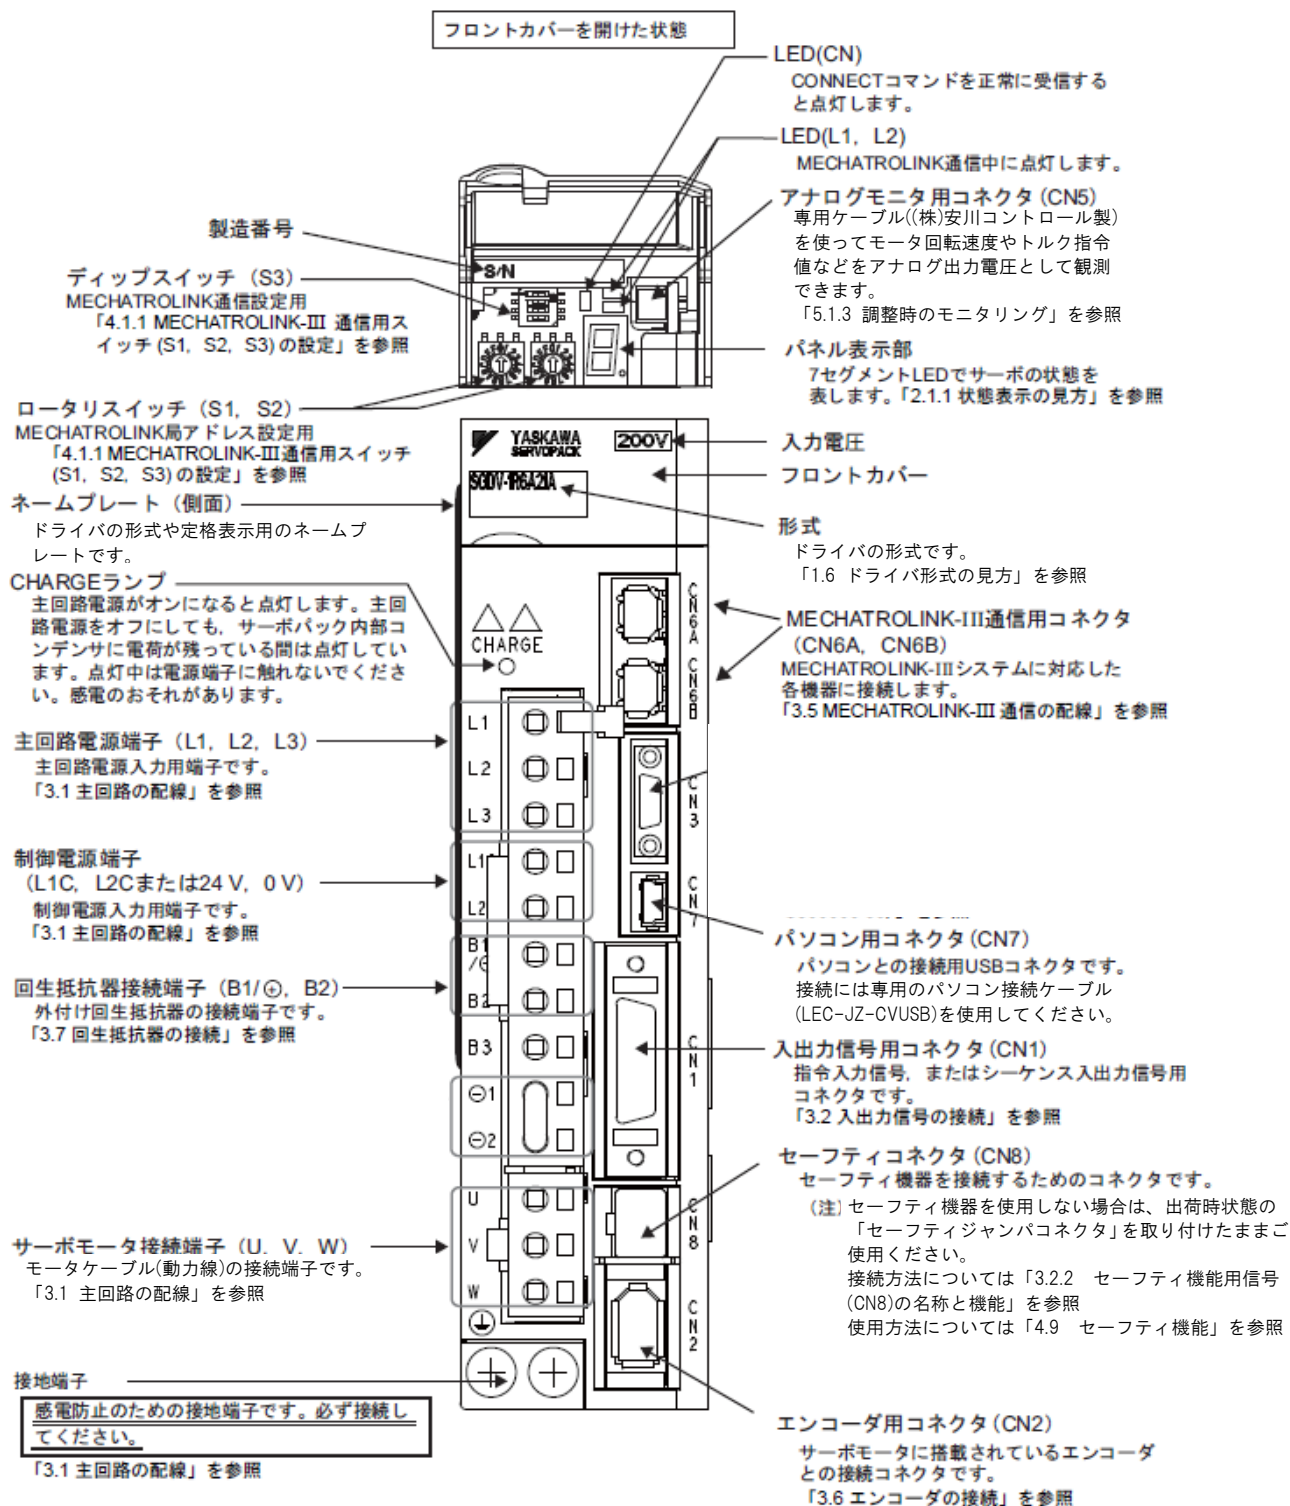 フロントカバーを開けた状態
LED(CN)
CONNECTコマンドを正常に受信する
と点灯します。
LED(L1, L2)
MECHATROLINK通信中に点灯します。
アナログモニタ用コネクタ(CN5)
専用ケーブル((株)安川コントロール製)
を使ってモータ回転速度やトルク指令
値などをアナログ出力電圧として観測
できます。
「5.1.3 調整時のモニタリング」を参照
パネル表示部
7セグメントLEDでサーボの状態を
表します。「2.1.1 状態表示の見方」を参照
入力電圧
フロントカバー
形式
ドライバの形式です。
「1.6 ドライバ形式の見方」を参照
MECHATROLINK-III通信用コネクタ
(CN6A, CN6B)
MECHATROLINK-IIIシステムに対応した
各機器に接続します。
「3.5 MECHATROLINK-III 通信の配線」を参照
パソコン用コネクタ(CN7)
パソコンとの接続用USBコネクタです。
接続には専用のパソコン接続ケーブル
(LEC-JZ-CVUSB)を使用してください。
入出力信号用コネクタ(CN1)
指令入力信号, またはシーケンス入出力信号用
コネクタです。
「3.2 入出力信号の接続」を参照
セーフティコネクタ(CN8)
セーフティ機器を接続するためのコネクタです。
(注)セーフティ機器を使用しない場合は、出荷時状態の
「セーフティジャンパコネクタ」を取り付けたままご
使用ください。
接続方法については「3.2.2 セーフティ機能用信号
(CN8)の名称と機能」を参照
使用方法については「4.9 セーフティ機能」を参照
エンコーダ用コネクタ(CN2)
サーボモータに搭載されているエンコーダ
との接続コネクタです。
「3.6 エンコーダの接続」を参照
製造番号
ディップスイッチ (S3)
MECHATROLINK通信設定用
「4.1.1 MECHATROLINK-III 通信用ス
イッチ(S1, S2, S3)の設定」を参照
ロータリスイッチ (S1, S2)
MECHATROLINK局アドレス設定用
「4.1.1 MECHATROLINK-III通信用スイッチ
(S1, S2, S3)の設定」を参照
ネームプレート (側面)
ドライバの形式や定格表示用のネームプ
レートです。
CHARGEランプ
主回路電源がオンになると点灯します。主回
路電源をオフにしても, サーボパック内部コ
ンデンサに電荷が残っている間は点灯してい
ます。点灯中は電源端子に触れないでくださ
い。感電のおそれがあります。
主回路電源端子 (L1, L2, L3)
主回路電源入力用端子です。
「3.1 主回路の配線」を参照
制御電源端子
(L1C, L2Cまたは24 V, 0 V)
制御電源入力用端子です。
「3.1 主回路の配線」を参照
回生抵抗器接続端子 (B1/⊕, B2)
外付け回生抵抗器の接続端子です。
「3.7 回生抵抗器の接続」を参照
サーボモータ接続端子 (U, V, W)
モータケーブル(動力線)の接続端子です。
「3.1 主回路の配線」を参照
接地端子
感電防止のための接地端子です。必ず接続し
てください。
「3.1 主回路の配線」を参照
S/N
YASKAWA
SERVOPACK
200V
SGDV-1R6A21A
CHARGE
L1
L2
L3
L1
L2
B1
/⊕
B2
B3
⊖1
⊖2
U
V
W
CN6A
CN6B
CN3
CN7
CN1
CN8
CN2